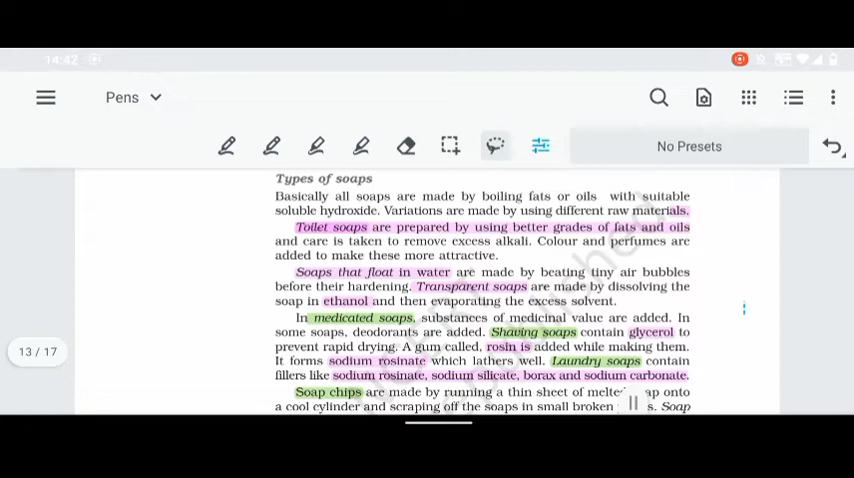 14:42
Pens
No Presets
Types of soaps
Basically all soaps are made by boiling fats or oils with suitable
soluble hydroxide. Variations are made by using different raw materials.
Toilet soaps are prepared by using better grades of fats and oils
and care is taken to remove excess alkali. Colour and perfumes are
added to make these more attractive.
Soaps that float in water are made by beating tiny air bubbles
before their hardening. Transparent soaps are made by dissolving the
soap in ethanol and then evaporating the excess solvent.
In medicated soaps, substances of medicinal value are added. In
some soaps, deodorants are added. Shaving soaps contain glycerol to
prevent rapid drying. A gum called, rosin is added while making them.
It forms sodium rosinate which lathers well. Laundry soaps contain
fillers like sodium rosinate, sodium silicate, borax and sodium carbonate.
Soap chips are made by running a thin sheet of melted ap onto
a cool cylinder and scraping off the soaps in small broken s. Soap
13 / 17